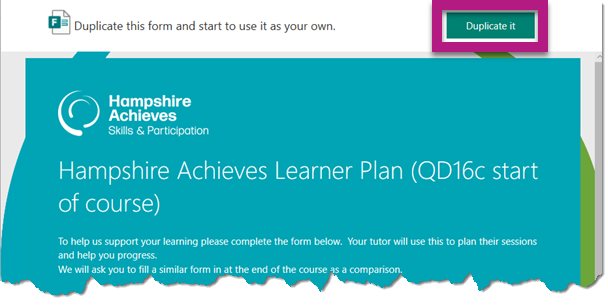 Duplicate this form and start to use it as your own.
Duplicate it
Hampshire
Achieves
Skills & Participation
Hampshire Achieves Learner Plan (QD16c start
of course)
To help us support your learning please complete the form below. Your tutor will use this to plan their sessions
and help you progress.
We will ask you to fill a similar form in at the end of the course as a comparison.